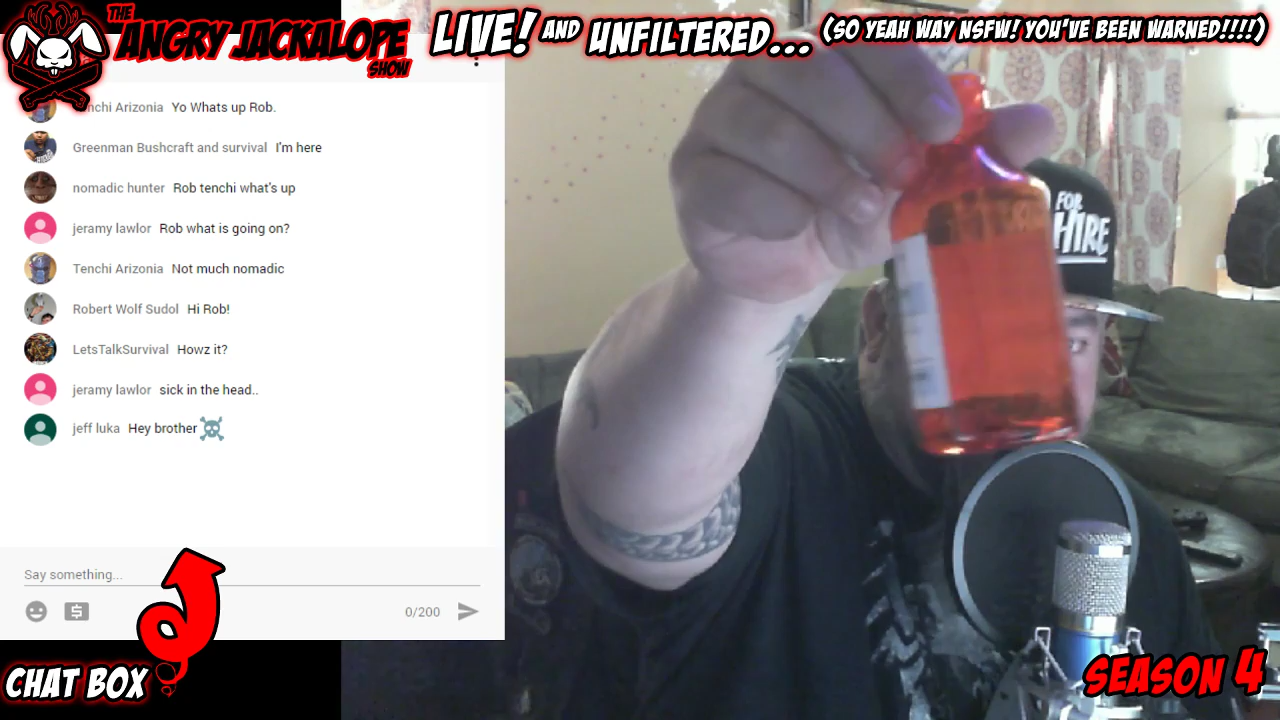 THE
ANGRY JACKALOPE
SHOW
LIVE! AND UNFILTERED... (SO YEAH WAY NSFW! YOU'VE BEEN WARNED!!!!)
nchi Arizonia Yo Whats up Rob.
Greenman Bushcraft and survival I'm here
nomadic hunter Rob tenchi what's up
jeramy lawlor Rob what is going on?
Tenchi Arizonia Not much nomadic
Robert Wolf Sudol Hi Rob!
LetsTalkSurvival Howz it?
jeramy lawlor sick in the head..
jeff luka Hey brother
Say something...
0/200
CHAT BOX
FOR
HIRE
SEASON 4